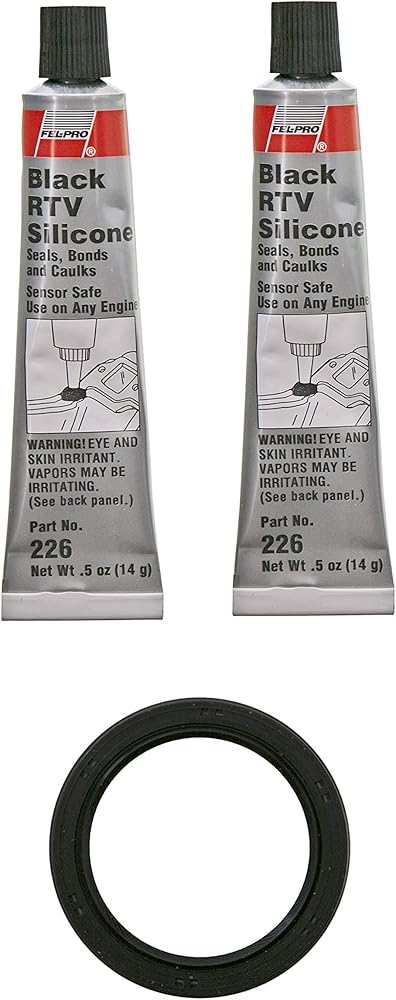 FEL-PRO
®
Black
RTV
Silicone
Seals, Bonds
and Caulks
Sensor Safe
Use on Any Engine
WARNING! EYE AND
SKIN IRRITANT.
VAPORS MAY BE
IRRITATING.
(See back panel.)
Part No.
226
Net Wt .5 oz (14 g)
FEL-PRO
®
Black
RTV
Silicone
Seals, Bonds
and Caulks
Sensor Safe
Use on Any Engine
WARNING! EYE AND
SKIN IRRITANT.
VAPORS MAY BE
IRRITATING.
(See back panel.)
Part No.
226
Net Wt .5 oz (14 g)